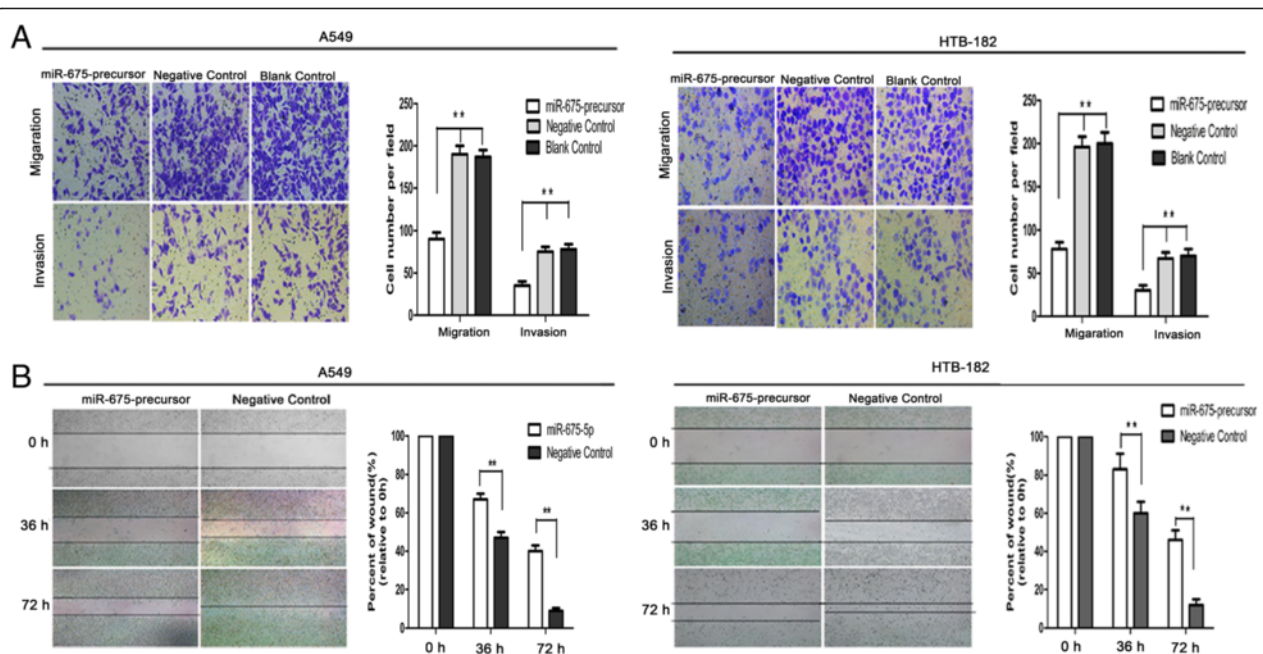 A
A549
miR-675-precursor Negative Control Blank Control
Migaration
Invasion
Cell number per field
250
200
150
100
50
0
**
**
miR-675-precursor
Negative Control
Blank Control
Migration Invasion
HTB-182
miR-675-precursor Negative Control Blank Control
Migaration
Invasion
Cell number per field
250
200
150
100
50
0
**
**
miR-675-precursor
Negative Control
Blank Control
Migaration Invasion
B
A549
miR-675-precursor Negative Control
0 h
36 h
72 h
Percent of wound(%)
(relative to 0h)
100
80
60
40
20
0
**
**
miR-675-5p
Negative Control
0 h 36 h 72 h
HTB-182
miR-675-precursor Negative Control
0 h
36 h
72 h
Percent of wound(%)
(relative to 0h)
100
80
60
40
20
0
**
**
miR-675-precursor
Negative Control
0 h 36 h 72 h